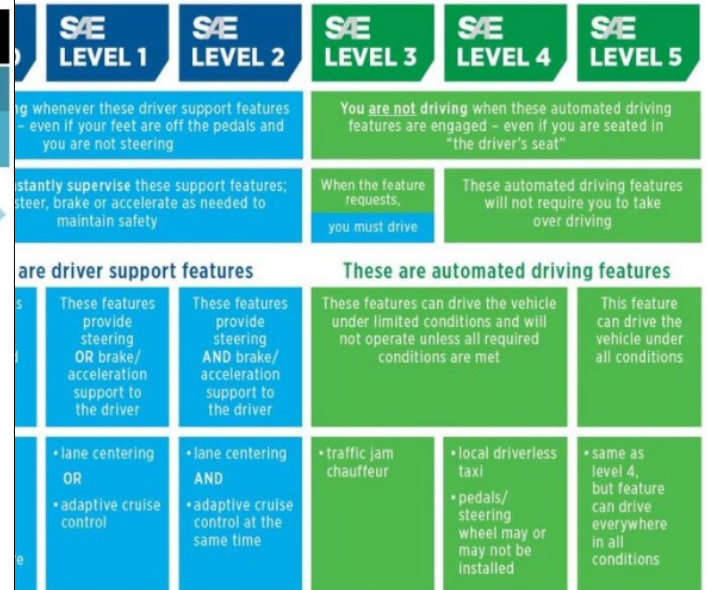 SAE SAE SAE SAE SAE
LEVEL 1 LEVEL 2 LEVEL 3 LEVEL 4 LEVEL 5
whenever these driver support features
– even if your feet are off the pedals and
you are not steering
You are not driving when these automated driving
features are engaged – even if you are seated in
"the driver's seat"
supervise these support features;
steer, brake or accelerate as needed to
maintain safety
When the feature
requests,
you must drive
These automated driving features
will not require you to take
over driving
are driver support features
These are automated driving features
These features
provide
steering
OR brake/
acceleration
support to
the driver
These features
provide
steering
AND brake/
acceleration
support to
the driver
These features can drive the vehicle
under limited conditions and will
not operate unless all required
conditions are met
This feature
can drive the
vehicle under
all conditions
• lane centering
OR
• adaptive cruise
control
• lane centering
AND
• adaptive cruise
control at the
same time
• traffic jam
chauffeur
• local driverless
taxi
• pedals/
steering
wheel may or
may not be
installed
• same as
level 4,
but feature
can drive
everywhere
in all
conditions